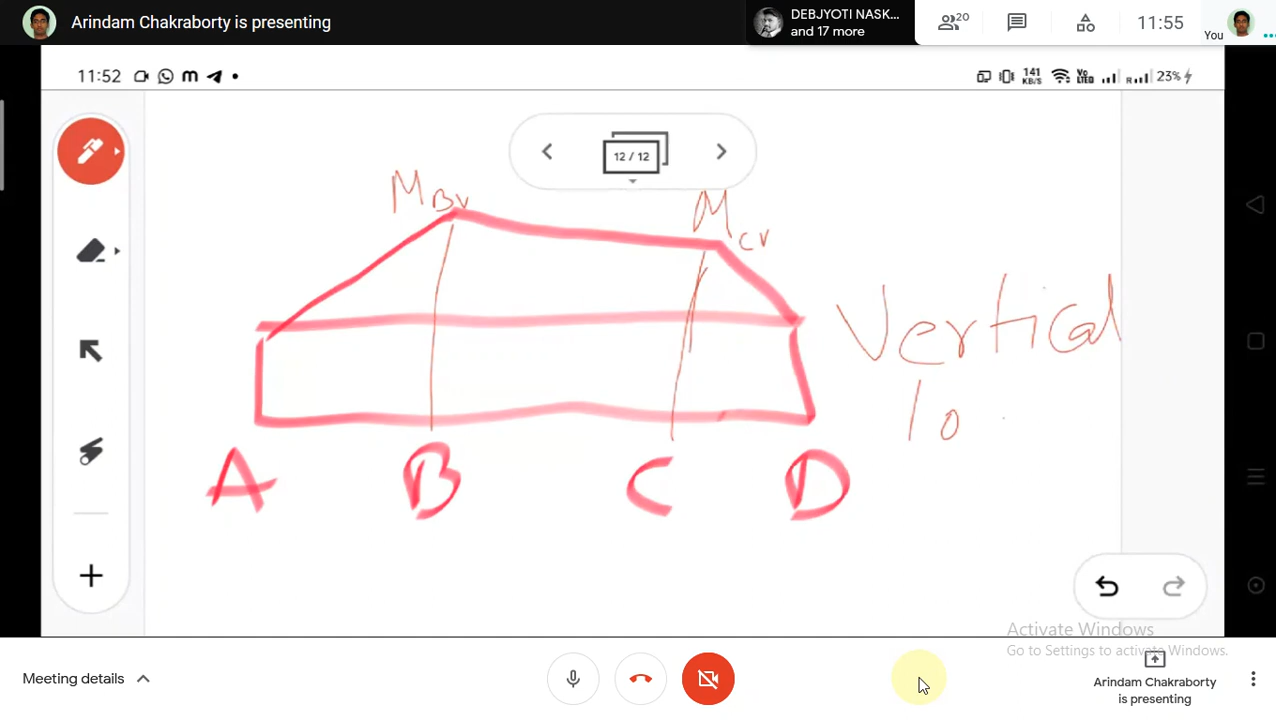 Arindam Chakraborty is presenting
DEBJYOTI NASK...
and 17 more
20
11:55
You
11:52
141
KB/S
Vo
LTED
R
23%
12 / 12
MBV
MCV
Vertical
lo
A B C D
Activate Windows
Go to Settings to activate Windows.
Meeting details
Arindam Chakraborty
is presenting